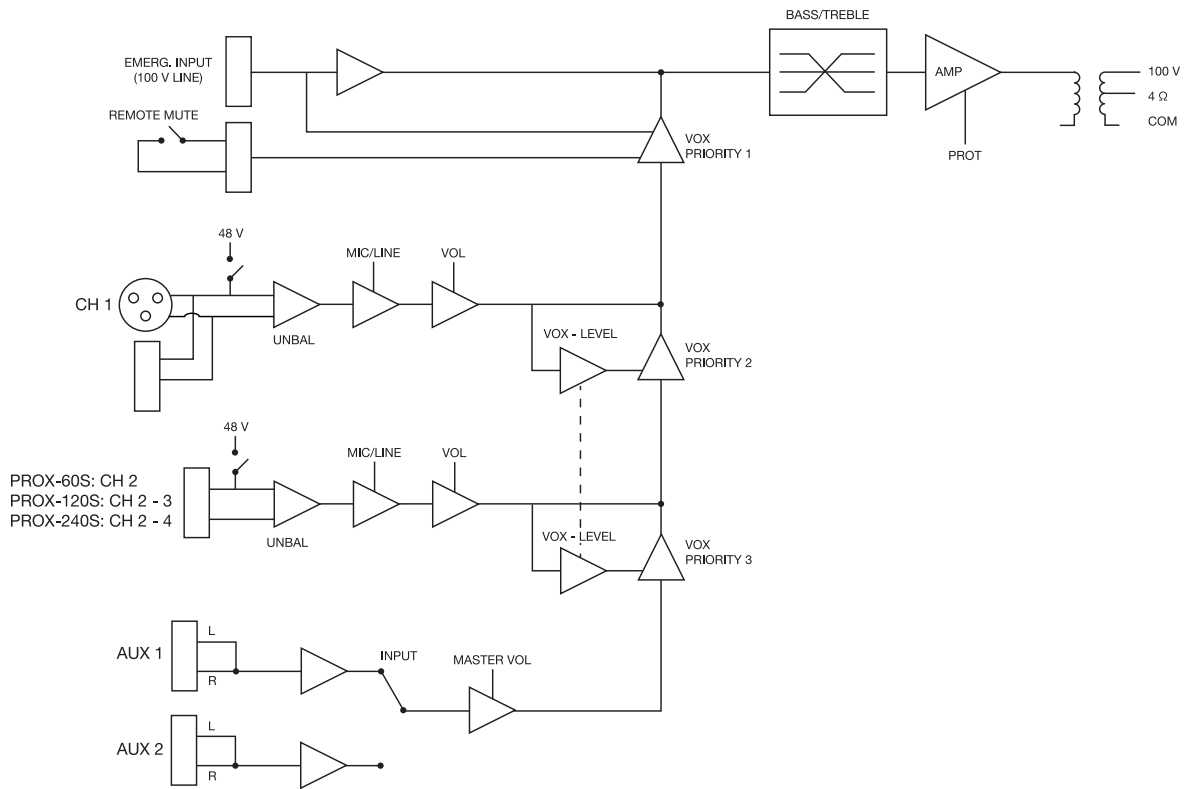 BASS/TREBLE
EMERG. INPUT
(100 V LINE)
AMP
100 V
4 Ω
COM
REMOTE MUTE
VOX
PRIORITY 1
PROT
48 V
MIC/LINE
VOL
CH 1
UNBAL
VOX - LEVEL
VOX
PRIORITY 2
48 V
MIC/LINE
VOL
PROX-60S: CH 2
PROX-120S: CH 2 - 3
PROX-240S: CH 2 - 4
UNBAL
VOX - LEVEL
VOX
PRIORITY 3
L
AUX 1
R
INPUT
MASTER VOL
L
AUX 2
R